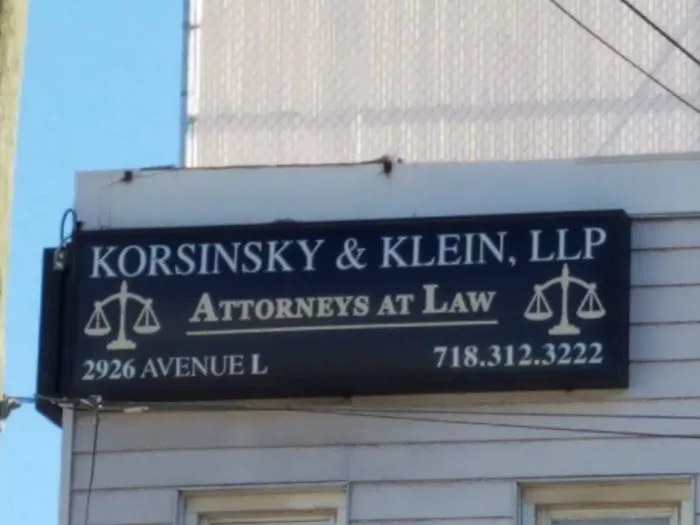 KORSINSKY & KLEIN, LLP
ATTORNEYS AT LAW
2926 AVENUE L
718.312.3222